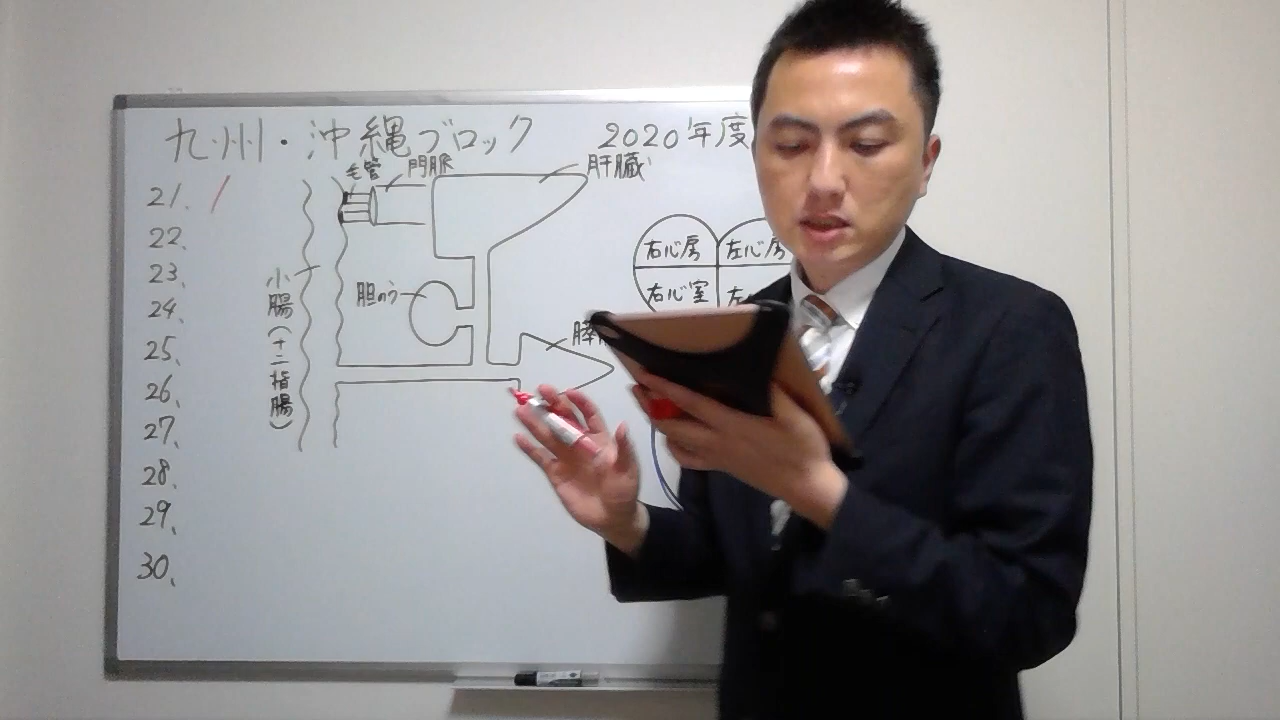 九州・沖縄ブロック 2020年度
毛管 門脈 肝臓
21、
22、
23、
24、
25、
26、
27、
28、
29、
30、
小腸(十二指腸)
胆のう
膵
右心房 左心房
右心室 左